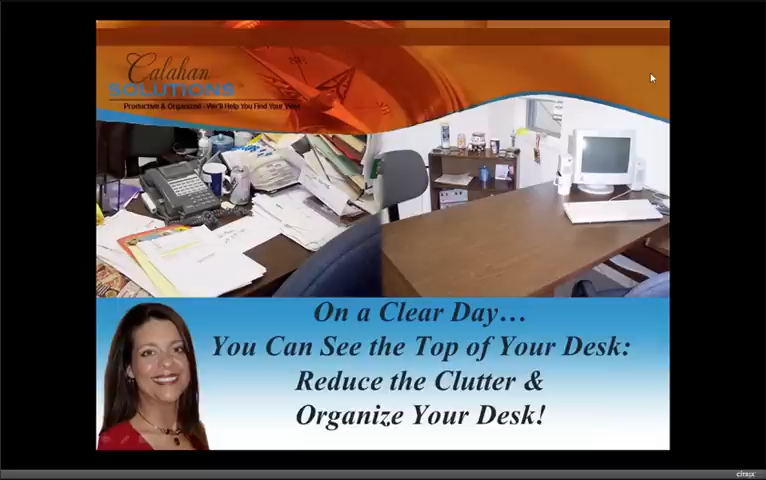 Calahan
SOLUTIONS
Productive & Organized - We'll Help You Find Your Way!
On a Clear Day…
You Can See the Top of Your Desk:
Reduce the Clutter &
Organize Your Desk!
citrix